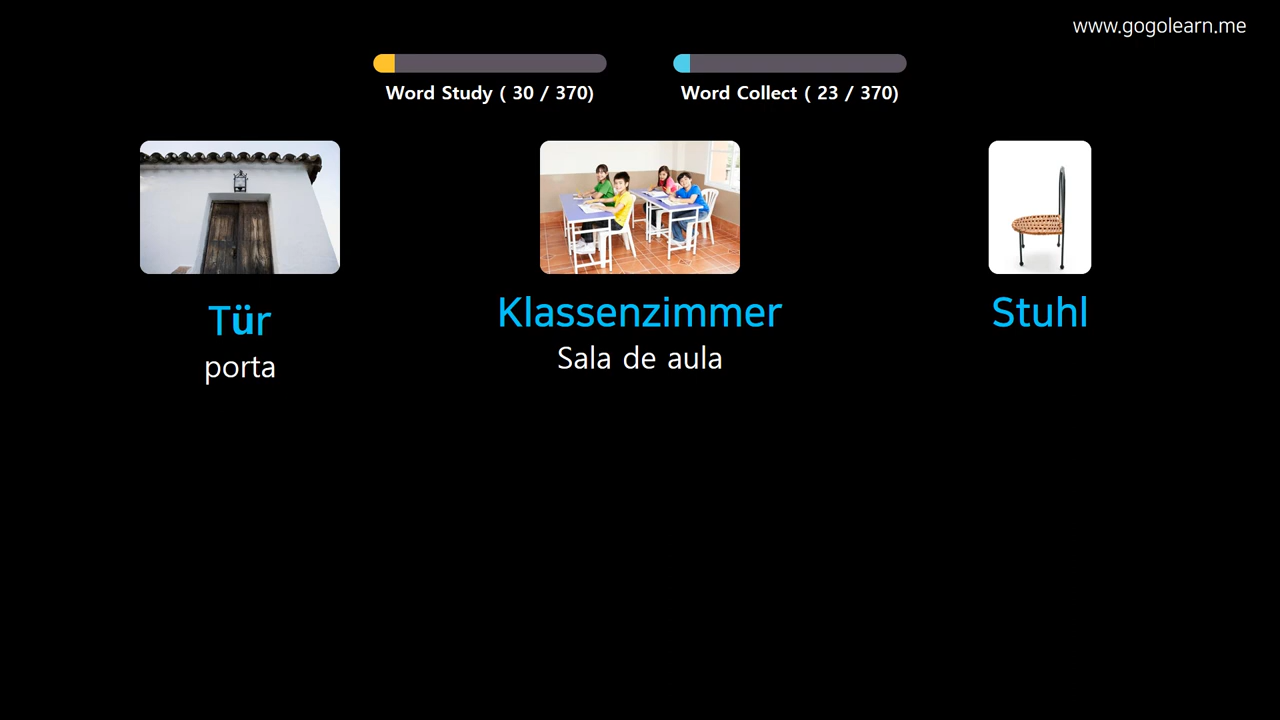 www.gogolearn.me
Word Study ( 30 / 370)
Word Collect ( 23 / 370)
Tür
porta
Klassenzimmer
Sala de aula
Stuhl